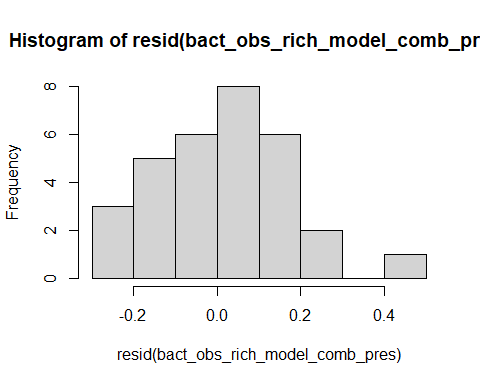 Histogram of resid(bact_obs_rich_model_comb_pr
8
6
4
2
0
Frequency
-0.2 0.0 0.2 0.4
resid(bact_obs_rich_model_comb_pres)